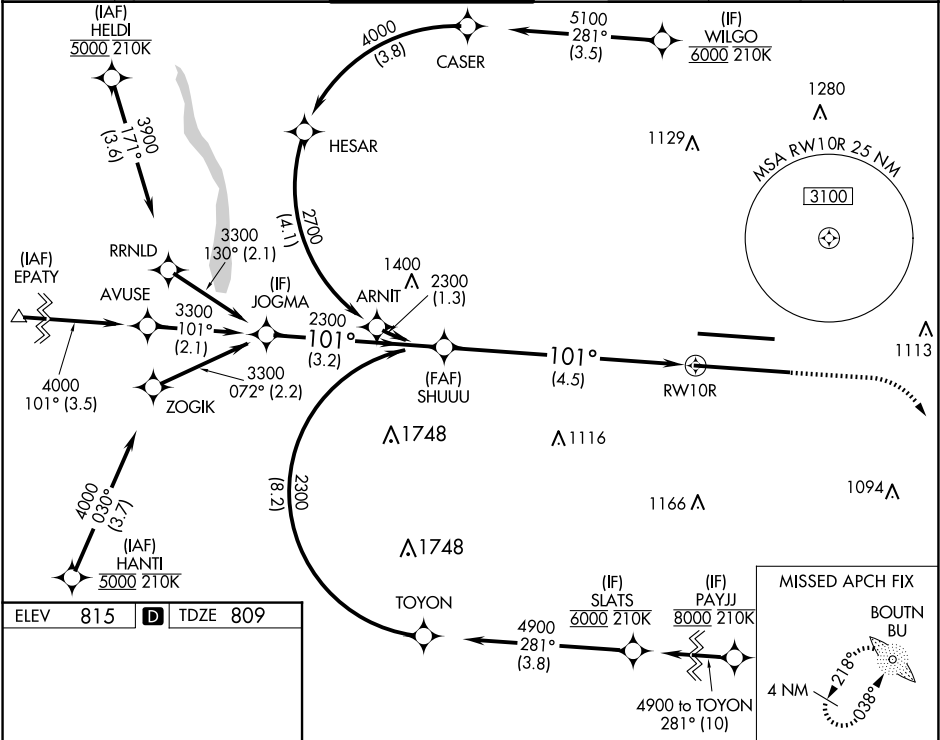 (IAF)
HELDI
5000 210K
3900
171°
(3.6)
4000
(3.8)
CASER
5100
281°
(3.5)
(IF)
WILGO
6000 210K
HESAR
1280
1129
MSA RW10R 25 NM
3100
2700
(4.1)
RRNLD
3300
130° (2.1)
(IAF)
EPATY
AVUSE
3300
101°
(2.1)
(IF)
JOGMA
1400
ARNIT
2300
(1.3)
2300
101°
(3.2)
101°
(4.5)
1113
4000
101° (3.5)
ZOGIK
3300
072° (2.2)
(FAF)
SHUUU
RW10R
1748
1116
4000
030°
(3.7)
2300
(8.2)
1166
1094
(IAF)
HANTI
5000 210K
1748
ELEV 815 D TDZE 809
TOYON
4900
281°
(3.8)
(IF)
SLATS
6000 210K
(IF)
PAYJJ
8000 210K
4900 to TOYON
281° (10)
MISSED APCH FIX
BOUTN
BU
218°
038°
4 NM